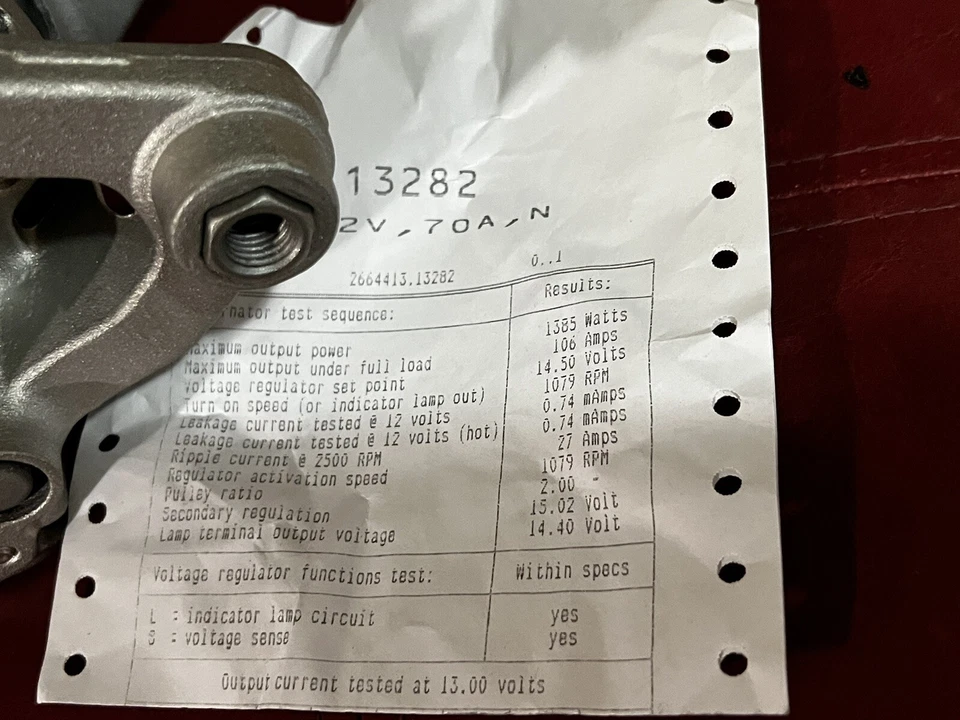 13282
2V,70A,N
0..1
2664413.13282
nator test sequence: Results:
Maximum output power 1385 Watts
Maximum output under full load 106 Amps
Voltage regulator set point 14.50 Volts
Turn on speed (or indicator lamp out) 1079 RPM
Leakage current tested @ 12 volts 0.74 mAmps
Leakage current tested @ 12 volts (hot) 0.74 mAmps
Ripple current @ 2500 RPM 27 Amps
Regulator activation speed 1079 RPM
Pulley ratio 2.00 -
Secondary regulation 15.02 Volt
Lamp terminal output voltage 14.40 Volt
Voltage regulator functions test: Within specs
L = indicator lamp circuit yes
S : voltage sense yes
Output current tested at 13.00 volts